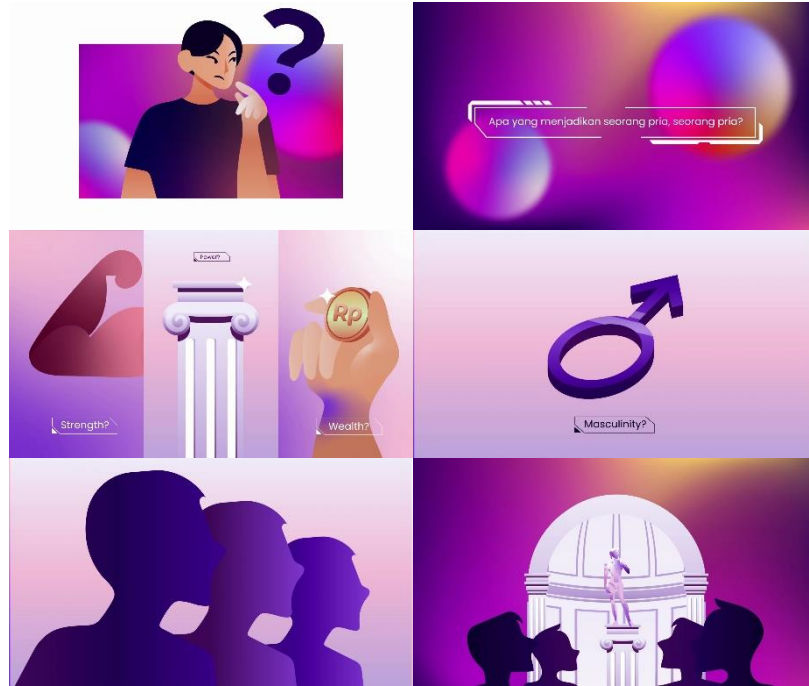 ?
Apa yang menjadikan seorang pria, seorang pria?
Power?
Rp
Strength?
Wealth?
Masculinity?